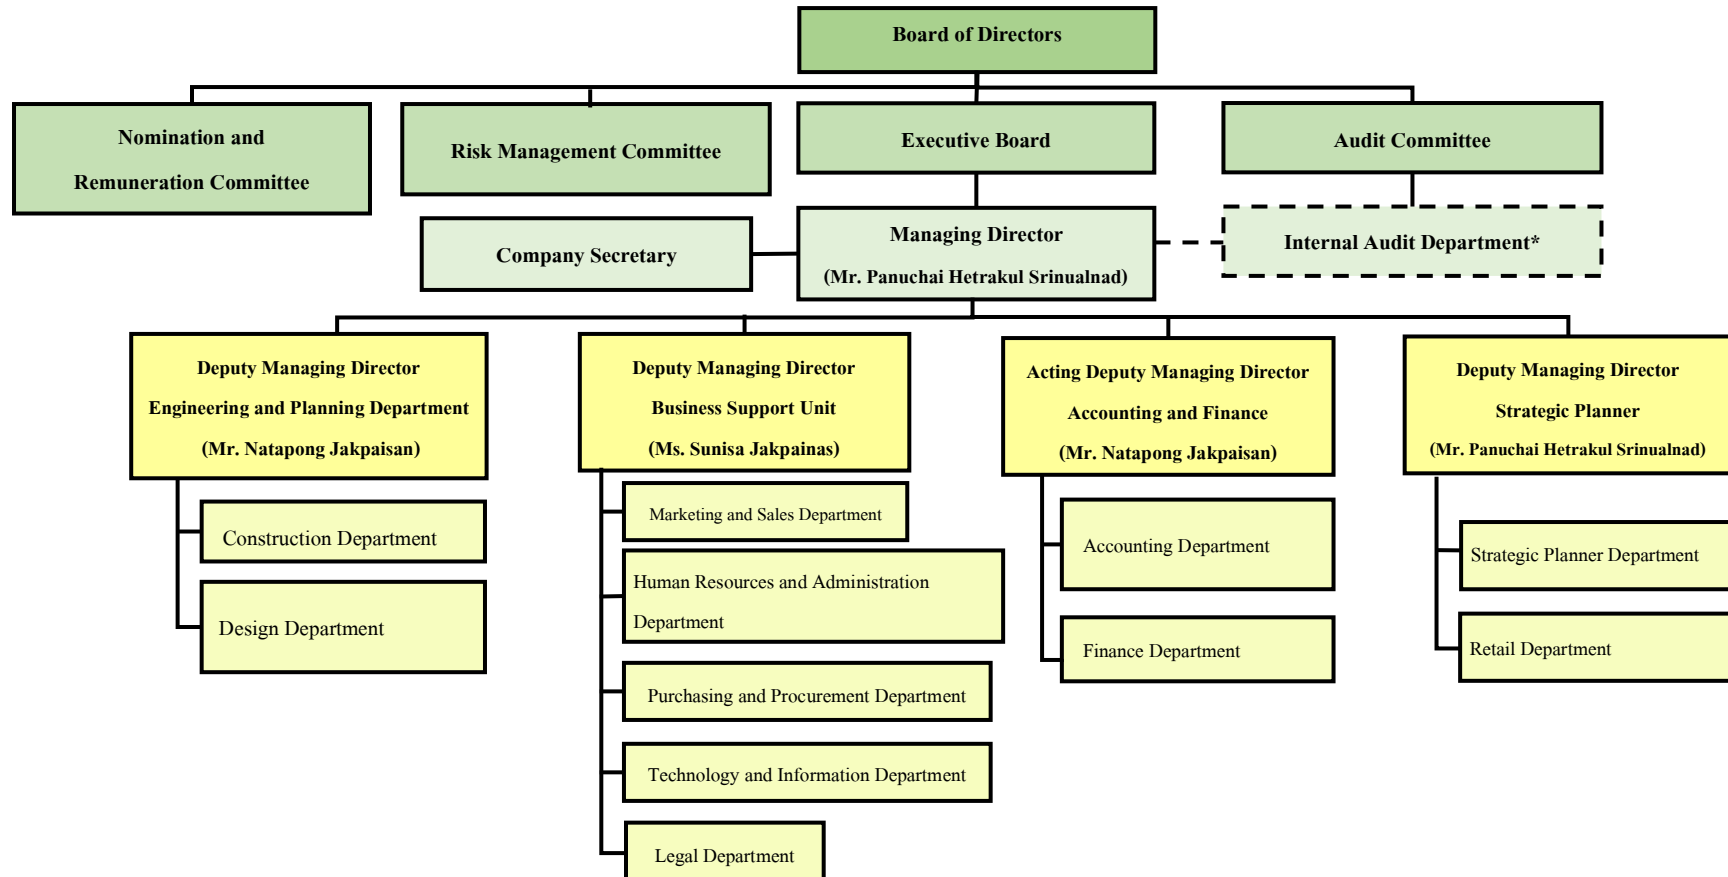 Board of Directors
Nomination and
Remuneration Committee
Risk Management Committee
Executive Board
Audit Committee
Company Secretary
Managing Director
(Mr. Panuchai Hetrakul Srinualnad)
Internal Audit Department*
Deputy Managing Director
Engineering and Planning Department
(Mr. Natapong Jakpaisan)
Deputy Managing Director
Business Support Unit
(Ms. Sunisa Jakpainas)
Acting Deputy Managing Director
Accounting and Finance
(Mr. Natapong Jakpaisan)
Deputy Managing Director
Strategic Planner
(Mr. Panuchai Hetrakul Srinualnad)
Construction Department
Design Department
Marketing and Sales Department
Human Resources and Administration
Department
Purchasing and Procurement Department
Technology and Information Department
Legal Department
Accounting Department
Finance Department
Strategic Planner Department
Retail Department